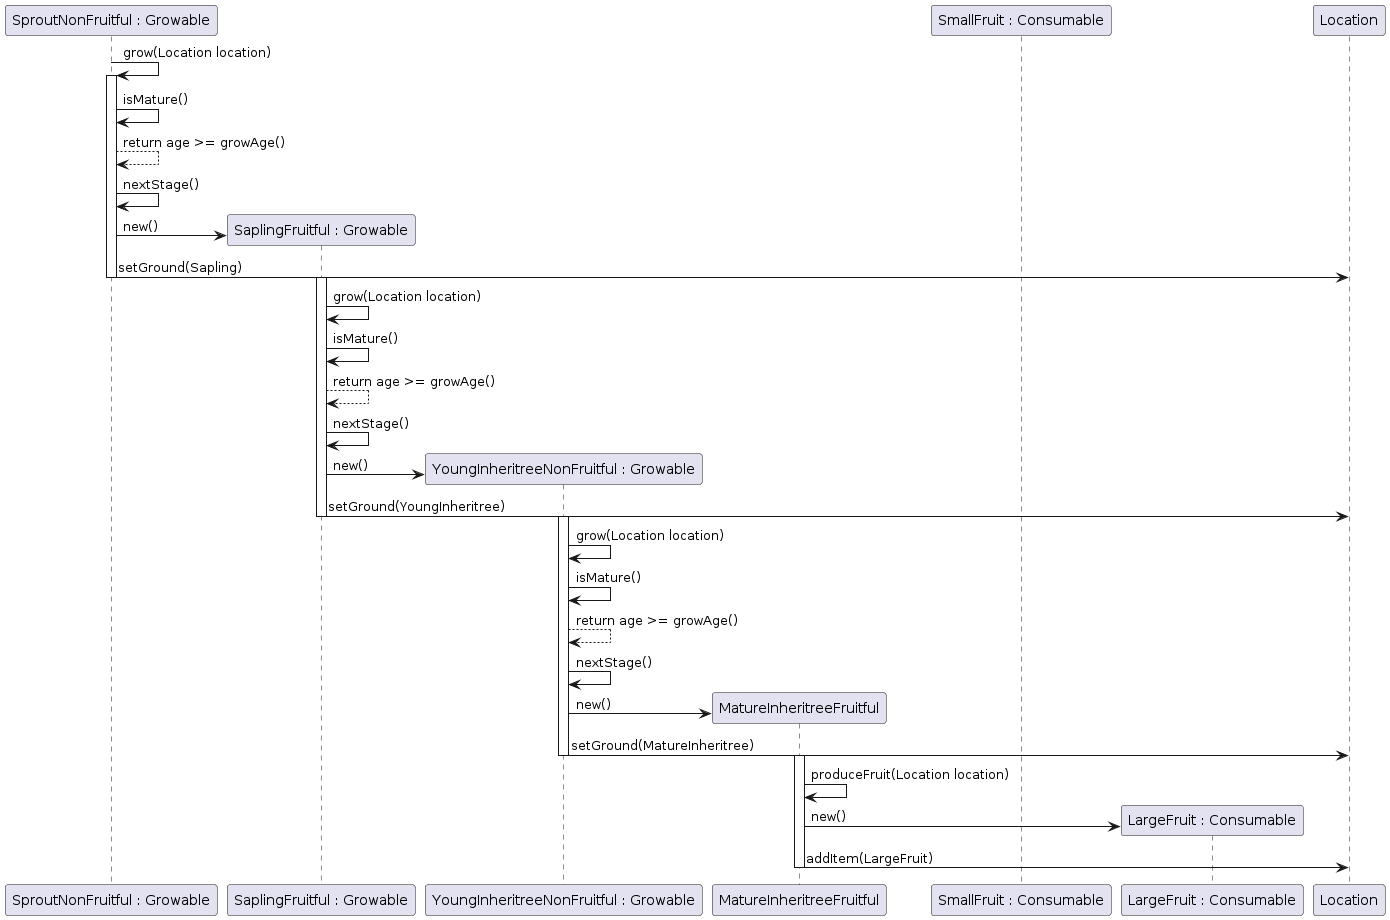 SproutNonFruitful : Growable
SmallFruit : Consumable
Location
grow(Location location)
isMature()
return age >= growAge()
nextStage()
new()
SaplingFruitful : Growable
setGround(Sapling)
grow(Location location)
isMature()
return age >= growAge()
nextStage()
new()
YoungInheritreeNonFruitful : Growable
setGround(YoungInheritree)
grow(Location location)
isMature()
return age >= growAge()
nextStage()
new()
MatureInheritreeFruitful
setGround(MatureInheritree)
produceFruit(Location location)
new()
LargeFruit : Consumable
addItem(LargeFruit)
SproutNonFruitful : Growable
SaplingFruitful : Growable
YoungInheritreeNonFruitful : Growable
MatureInheritreeFruitful
SmallFruit : Consumable
LargeFruit : Consumable
Location